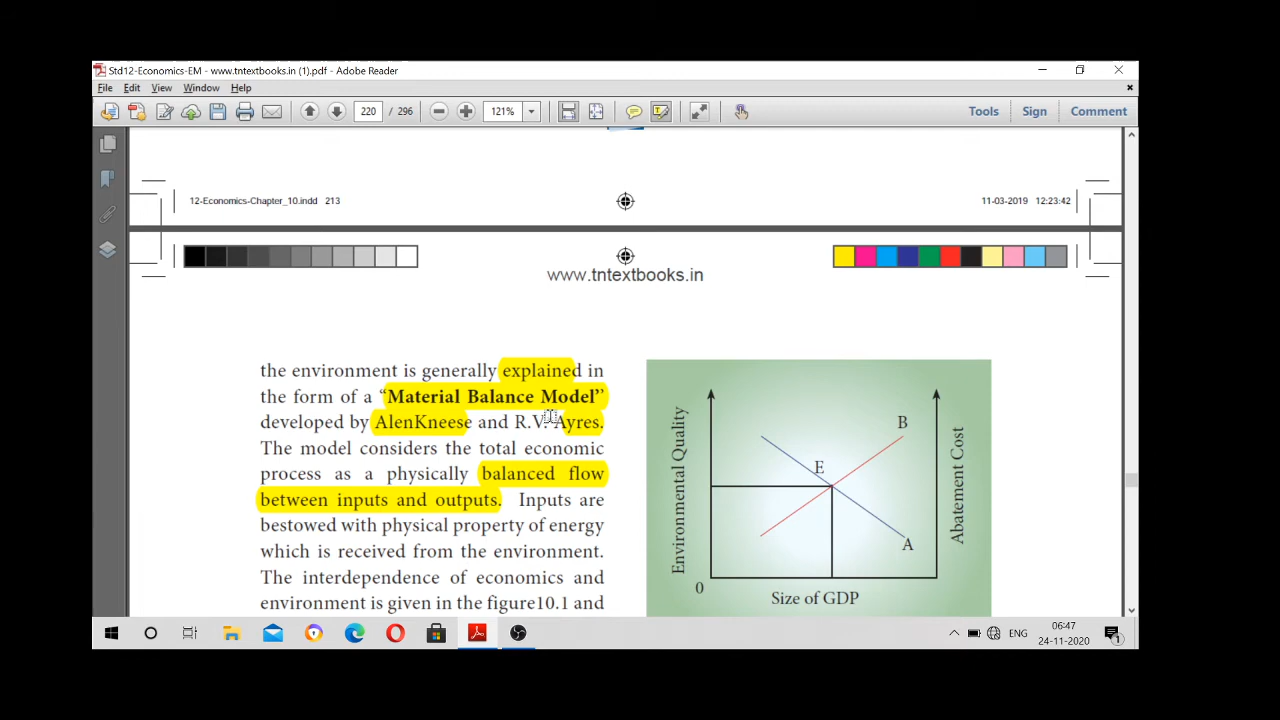 Std12-Economics-EM - www.tntextbooks.in (1).pdf - Adobe Reader
File Edit View Window Help
220 / 296 121% Tools Sign Comment
12-Economics-Chapter_10.indd 213
11-03-2019 12:23:42
www.tntextbooks.in
the environment is generally explained in
the form of a “Material Balance Model”
developed by AlenKneese and R.V. Ayres.
The model considers the total economic
process as a physically balanced flow
between inputs and outputs. Inputs are
bestowed with physical property of energy
which is received from the environment.
The interdependence of economics and
environment is given in the figure10.1 and
Environmental Quality
B
E
A
Abatement Cost
0
Size of GDP
ENG
06:47
24-11-2020
1